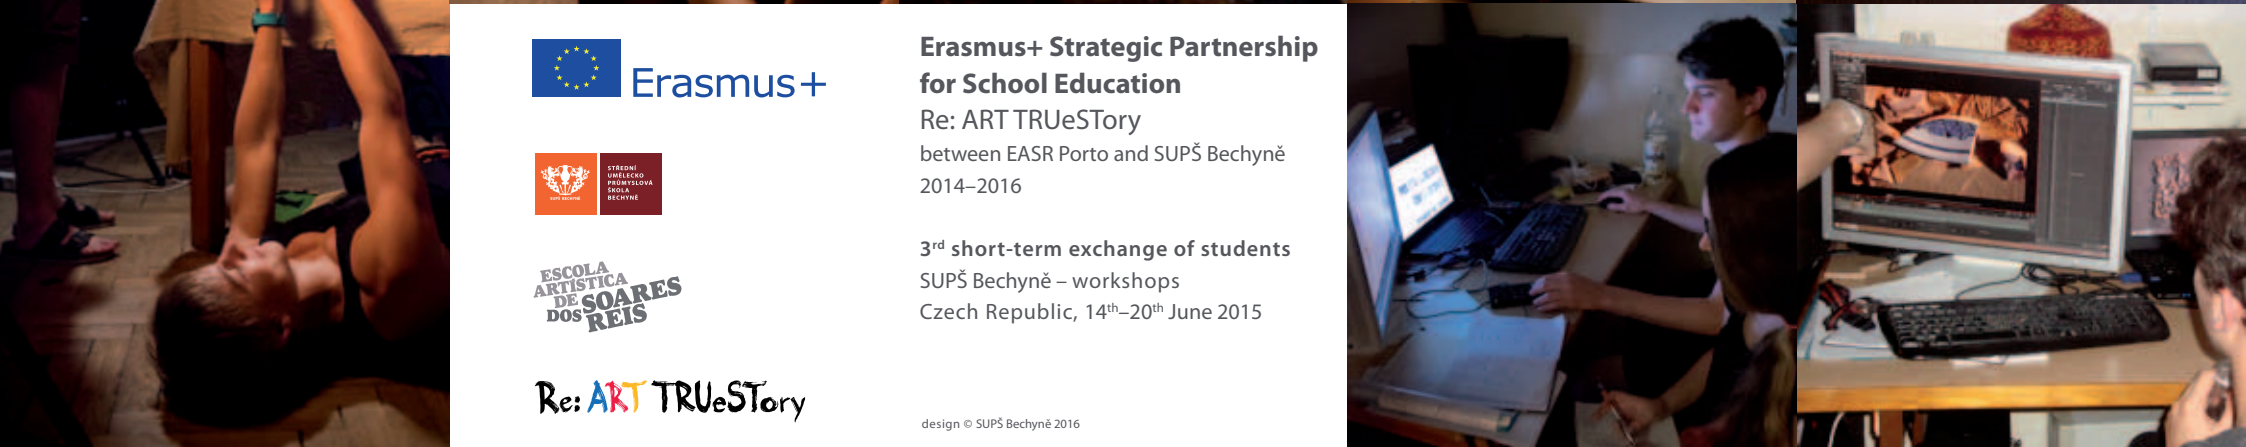 Erasmus+
STŘEDNÍ
UMĚLECKO
PRŮMYSLOVÁ
ŠKOLA
BECHYNĚ
SUPŠ BECHYNĚ
ESCOLA
ARTÍSTICA
DE SOARES
DOS REIS
Re: ART TRUeSTory
Erasmus+ Strategic Partnership
for School Education
Re: ART TRUeSTory
between EASR Porto and SUPŠ Bechyně
2014–2016
3rd short-term exchange of students
SUPŠ Bechyně – workshops
Czech Republic, 14th–20th June 2015
design © SUPŠ Bechyně 2016